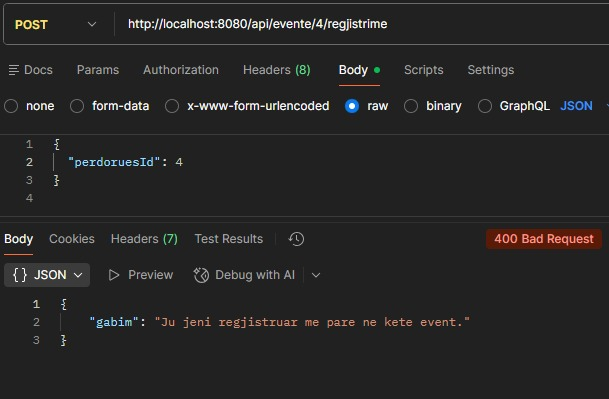 POST http://localhost:8080/api/evente/4/regjistrime
Docs Params Authorization Headers (8) Body Scripts Settings
none form-data x-www-form-urlencoded raw binary GraphQL JSON
1 {
2 "perdoruesId": 4
3 }
4
Body Cookies Headers (7) Test Results 400 Bad Request
{} JSON Preview Debug with AI
1 {
2 "gabim": "Ju jeni regjistruar me pare ne kete event."
3 }